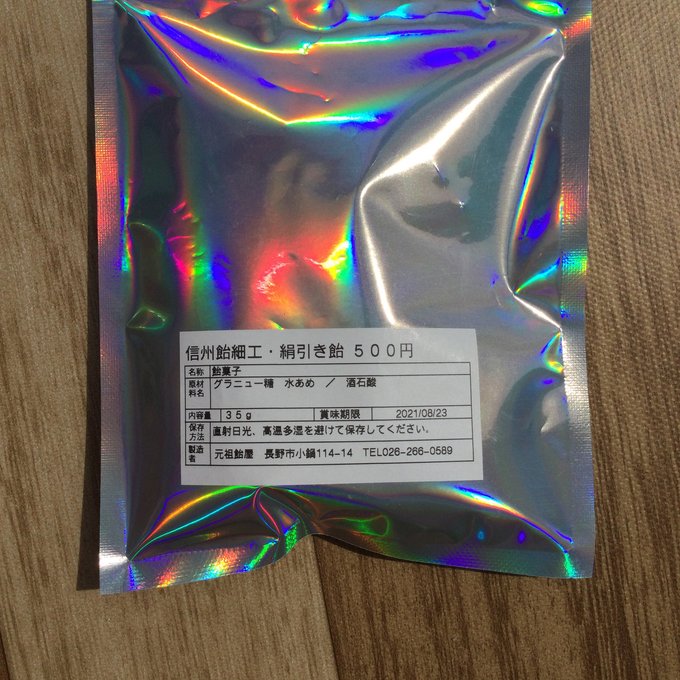 信州飴細工・絹引き飴 500円
名称 飴菓子
原材料名 グラニュー糖 水あめ / 酒石酸
内容量 35g 賞味期限 2021/08/23
保存方法 直射日光、高温多湿を避けて保存してください。
製造者 元祖飴屋 長野市小鍋114-14 TEL026-266-0589